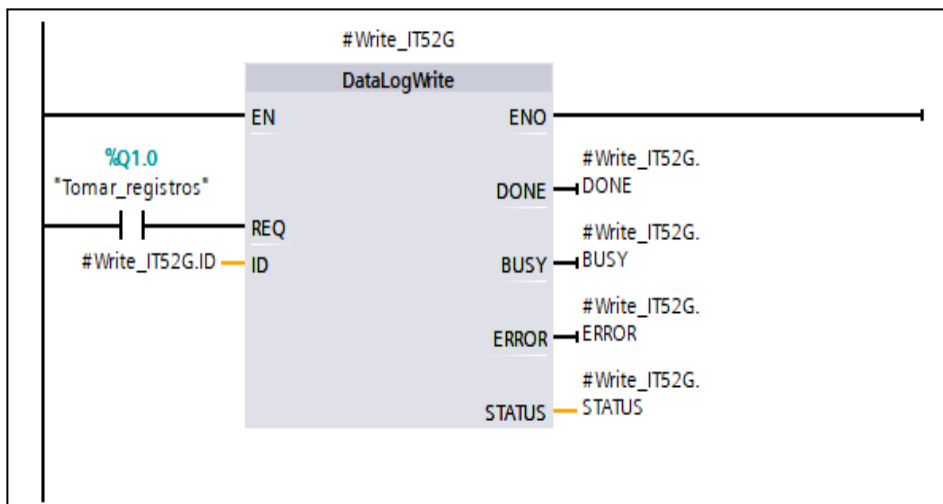 #Write_IT52G
DataLogWrite
EN
ENO
%Q1.0
"Tomar_registros"
#Write_IT52G.
DONE
DONE
REQ
#Write_IT52G.ID
ID
#Write_IT52G.
BUSY
BUSY
#Write_IT52G.
ERROR
ERROR
#Write_IT52G.
STATUS
STATUS